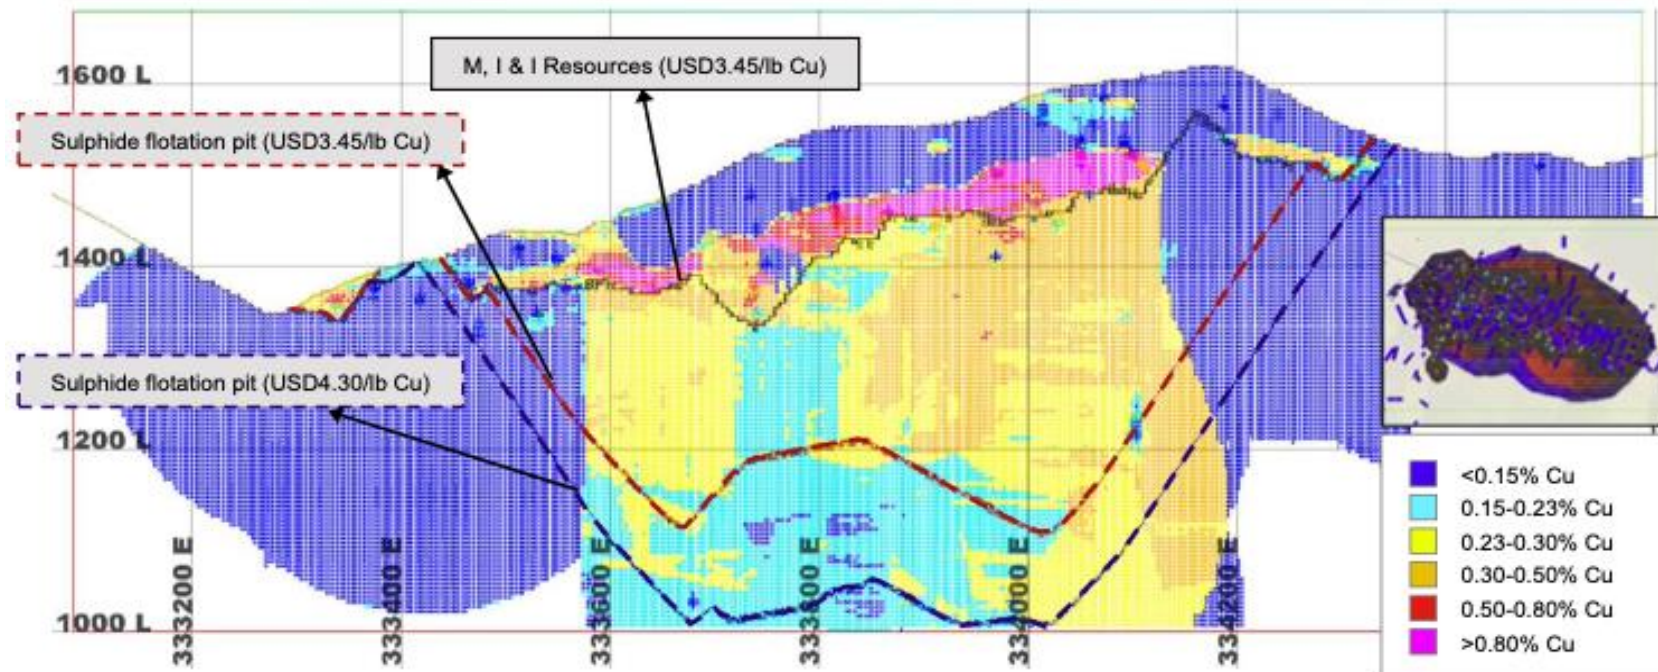 1600 L
M, I & I Resources (USD3.45/lb Cu)
Sulphide flotation pit (USD3.45/lb Cu)
1400 L
Sulphide flotation pit (USD4.30/lb Cu)
1200 L
1000 L
333200 E
333400 E
333600 E
333800 E
334000 E
334200 E
<0.15% Cu
0.15-0.23% Cu
0.23-0.30% Cu
0.30-0.50% Cu
0.50-0.80% Cu
>0.80% Cu